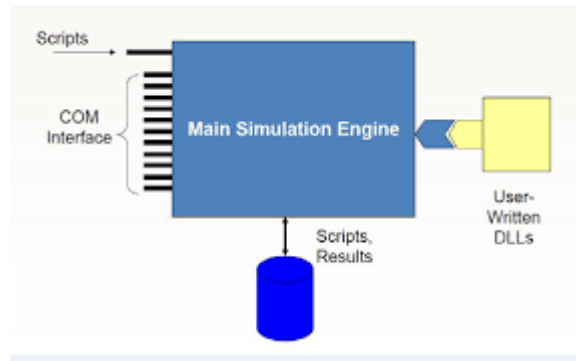 Scripts
COM
Interface
Main Simulation Engine
User-
Written
DLLs
Scripts,
Results